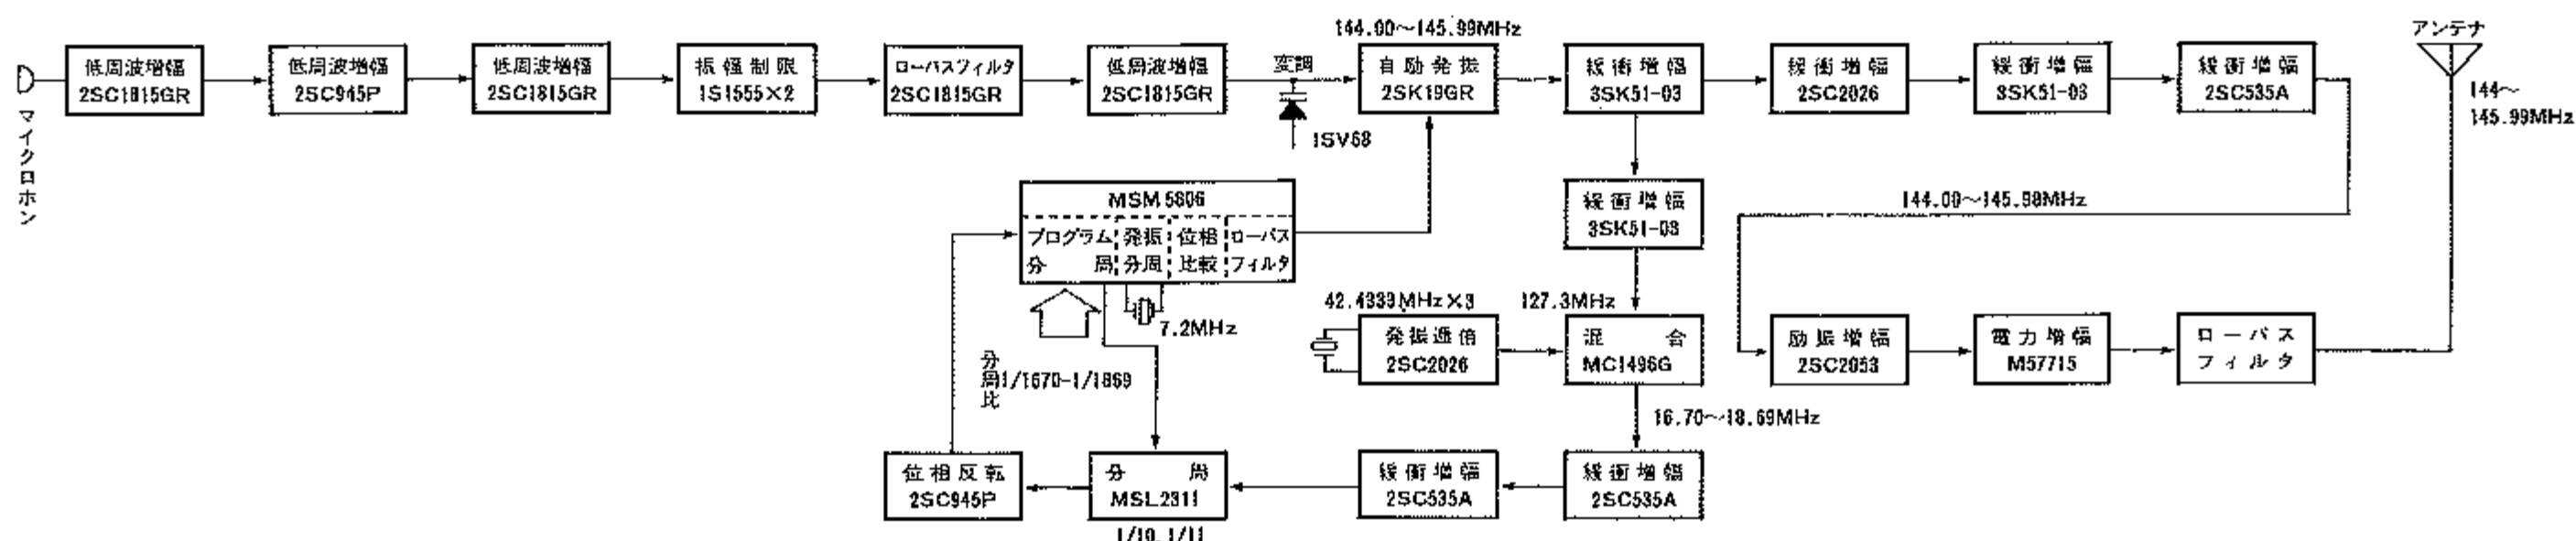 マイクロホン
低周波増幅
2SC1815GR
低周波増幅
2SC945P
低周波増幅
2SC1815GR
振幅制限
1S1555×2
ローパスフィルタ
2SC1815GR
低周波増幅
2SC1815GR
変調
1SV68
144.00～145.99MHz
自励発振
2SK19GR
緩衝増幅
3SK51-03
緩衝増幅
2SC2026
緩衝増幅
3SK51-03
緩衝増幅
2SC535A
アンテナ
144～
145.99MHz
MSM5806
プログラム
分周
発振
分周
位相
比較
ローパス
フィルタ
7.2MHz
緩衝増幅
3SK51-03
144.00～145.99MHz
42.4333MHz×3
127.3MHz
発振逓倍
2SC2026
混合
MC1496G
励振増幅
2SC2053
電力増幅
M57715
ローパス
フィルタ
分周比
1/1670-1/1869
16.70～18.69MHz
位相反転
2SC945P
分周
MSL2311
1/10.1/11
緩衝増幅
2SC535A
緩衝増幅
2SC535A